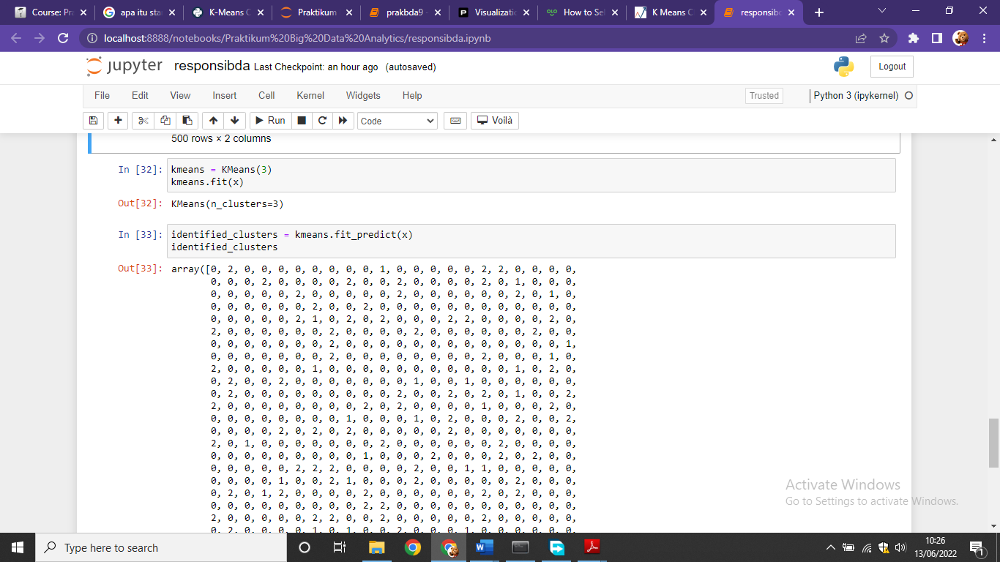 Course: Pra
apa itu star
K-Means C
Praktikum
prakbda9 -
Visualizatio
How to Sel
K Means C
responsibd
localhost:8888/notebooks/Praktikum%20Big%20Data%20Analytics/responsibda.ipynb
jupyter responsibda Last Checkpoint: an hour ago (autosaved)
Logout
File Edit View Insert Cell Kernel Widgets Help
Trusted
Python 3 (ipykernel)
Run
Code
Voilà
500 rows × 2 columns
In [32]: kmeans = KMeans(3)
kmeans.fit(x)
Out[32]: KMeans(n_clusters=3)
In [33]: identified_clusters = kmeans.fit_predict(x)
identified_clusters
Out[33]: array([0, 2, 0, 0, 0, 0, 0, 0, 0, 0, 1, 0, 0, 0, 0, 0, 2, 2, 0, 0, 0, 0,
0, 0, 0, 2, 0, 0, 0, 0, 2, 0, 0, 2, 0, 0, 0, 0, 2, 0, 1, 0, 0, 0,
0, 0, 0, 0, 0, 2, 0, 0, 0, 0, 0, 2, 0, 0, 0, 0, 0, 0, 2, 0, 1, 0,
0, 0, 0, 0, 0, 0, 2, 0, 0, 2, 0, 0, 0, 0, 0, 0, 0, 0, 0, 0, 0, 0,
0, 0, 0, 0, 0, 2, 1, 0, 2, 0, 2, 0, 0, 0, 2, 2, 0, 0, 0, 0, 2, 0,
2, 0, 0, 0, 0, 0, 0, 2, 0, 0, 0, 0, 2, 0, 0, 0, 0, 0, 0, 2, 0, 0,
0, 0, 0, 0, 0, 0, 0, 2, 0, 0, 0, 0, 0, 0, 0, 0, 0, 0, 0, 0, 0, 1,
0, 0, 0, 0, 0, 0, 0, 2, 0, 0, 0, 0, 0, 0, 0, 0, 2, 0, 0, 0, 1, 0,
2, 0, 0, 0, 0, 0, 1, 0, 0, 0, 0, 0, 0, 0, 0, 0, 0, 0, 1, 0, 2, 0,
0, 2, 0, 0, 2, 0, 0, 0, 0, 0, 0, 0, 1, 0, 0, 1, 0, 0, 0, 0, 0, 0,
0, 2, 0, 0, 0, 0, 0, 0, 0, 0, 0, 2, 0, 0, 2, 0, 2, 0, 1, 0, 0, 2,
2, 0, 0, 0, 0, 0, 0, 0, 0, 2, 0, 2, 0, 0, 0, 0, 1, 0, 0, 0, 2, 0,
0, 0, 0, 0, 0, 0, 0, 0, 1, 0, 0, 0, 1, 0, 2, 0, 0, 0, 2, 0, 0, 2,
0, 0, 0, 0, 2, 0, 2, 0, 2, 0, 0, 0, 0, 0, 2, 0, 0, 0, 0, 0, 0, 0,
2, 0, 1, 0, 0, 0, 0, 0, 0, 0, 2, 0, 0, 0, 0, 0, 0, 2, 0, 0, 0, 0,
0, 0, 0, 0, 0, 0, 0, 0, 0, 1, 0, 0, 0, 2, 0, 0, 0, 2, 0, 2, 0, 0,
0, 0, 0, 0, 0, 2, 2, 2, 0, 0, 0, 0, 2, 0, 0, 1, 1, 0, 0, 0, 0, 0,
0, 0, 0, 0, 1, 0, 0, 2, 1, 0, 0, 0, 2, 0, 0, 0, 0, 0, 2, 0, 0, 0,
0, 2, 0, 1, 2, 0, 0, 0, 0, 2, 0, 0, 0, 0, 0, 0, 2, 0, 2, 0, 0, 0,
0, 0, 0, 0, 0, 0, 0, 0, 0, 2, 2, 0, 0, 0, 0, 0, 0, 0, 0, 0, 0, 0,
2, 0, 0, 0, 0, 0, 2, 2, 0, 0, 2, 0, 0, 0, 0, 0, 2, 0, 0, 0, 0, 0,
0, 2, 0, 0, 0, 0, 1, 0, 1, 0, 0, 2, 0, 0, 0, 1, 0, 0, 0, 0, 0, 0,
Activate Windows
Go to Settings to activate Windows.
Type here to search
10:26
13/06/2022
1